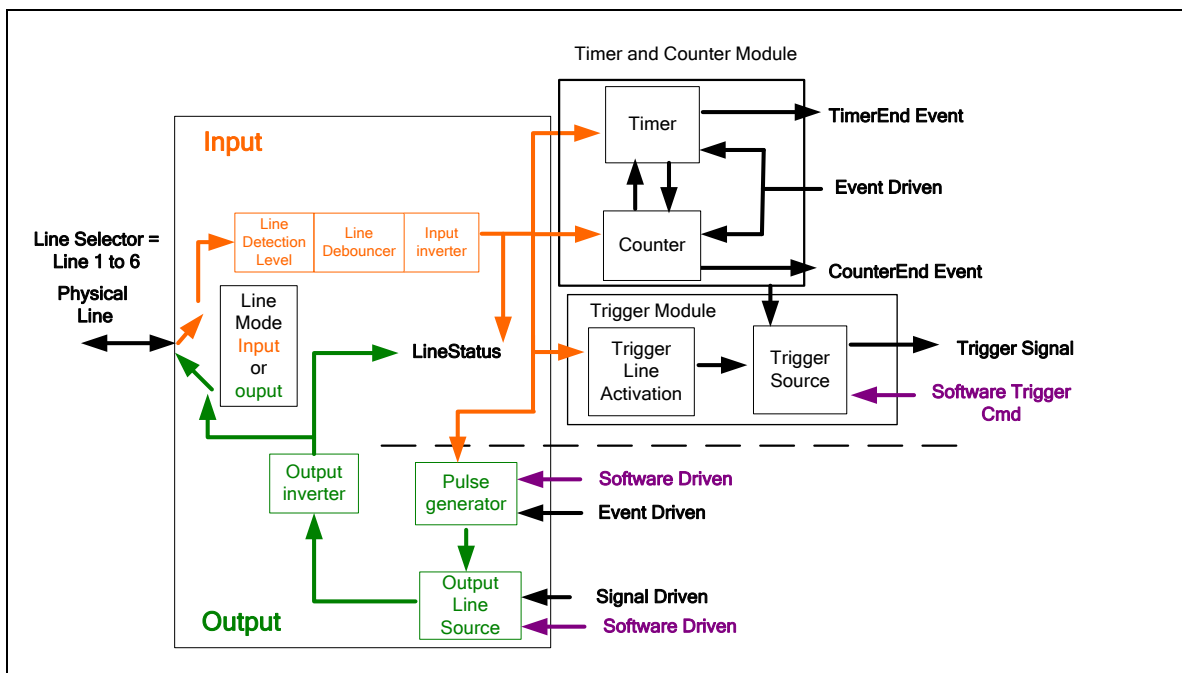 Timer and Counter Module
Timer
TimerEnd Event
Input
Event Driven
Line Selector =
Line 1 to 6
Physical
Line
Line
Detection
Level
Line
Debouncer
Input
inverter
Counter
CounterEnd Event
Line
Mode
Input
or
ouput
LineStatus
Trigger Module
Trigger
Line
Activation
Trigger
Source
Trigger Signal
Software Trigger
Cmd
Output
inverter
Pulse
generator
Software Driven
Event Driven
Output
Line
Source
Signal Driven
Software Driven
Output